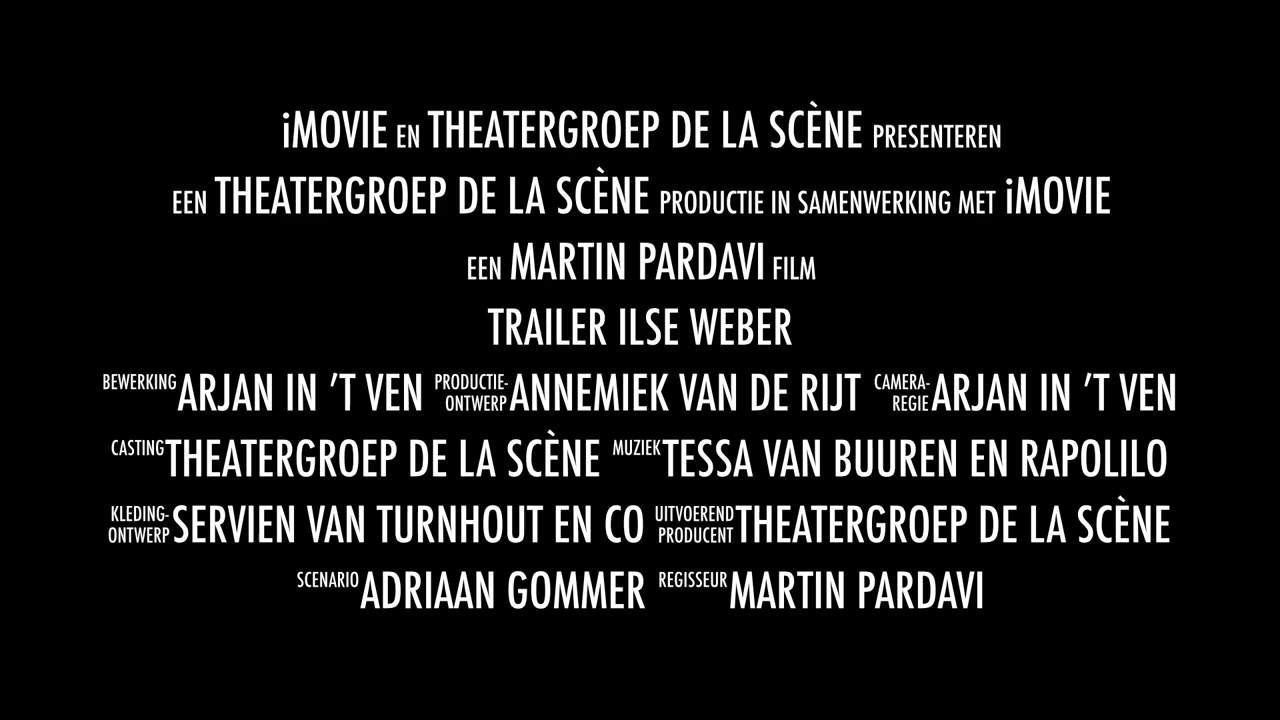 iMOVIE EN THEATERGROEP DE LA SCÈNE PRESENTEREN
EEN THEATERGROEP DE LA SCÈNE PRODUCTIE IN SAMENWERKING MET iMOVIE
EEN MARTIN PARDAVI FILM
TRAILER ILSE WEBER
BEWERKING ARJAN IN ’T VEN PRODUCTIE-ONTWERP ANNEMIEK VAN DE RIJT CAMERA-REGIE ARJAN IN ’T VEN
CASTING THEATERGROEP DE LA SCÈNE MUZIEK TESSA VAN BUUREN EN RAPOLILO
KLEDING-ONTWERP SERVIEN VAN TURNHOUT EN CO UITVOEREND PRODUCENT THEATERGROEP DE LA SCÈNE
SCENARIO ADRIAAN GOMMER REGISSEUR MARTIN PARDAVI